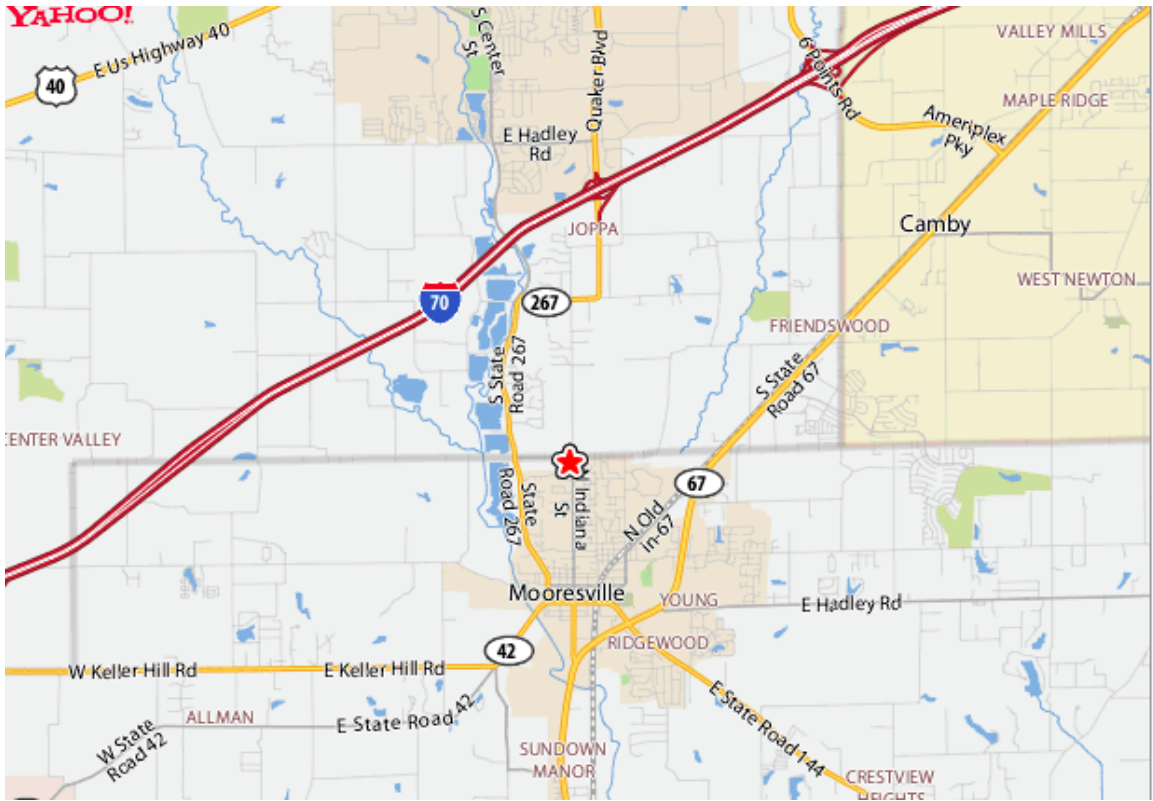 YAHOO!
E Us Highway 40
40
S Center
St
Quaker Blvd
6 Points Rd
VALLEY MILLS
MAPLE RIDGE
Ameriplex
Pky
E Hadley
Rd
JOPPA
Camby
WEST NEWTON
70
267
FRIENDSWOOD
S State
Road 267
S State
Road 67
CENTER VALLEY
State
Road 267
N Indiana
St
67
N Old
in-67
Mooresville
YOUNG
E Hadley Rd
RIDGEWOOD
42
W Keller Hill Rd
E Keller Hill Rd
ALLMAN
E State Road 42
W State
Road 42
E State Road 144
SUNDOWN
MANOR
CRESTVIEW
HEIGHTS